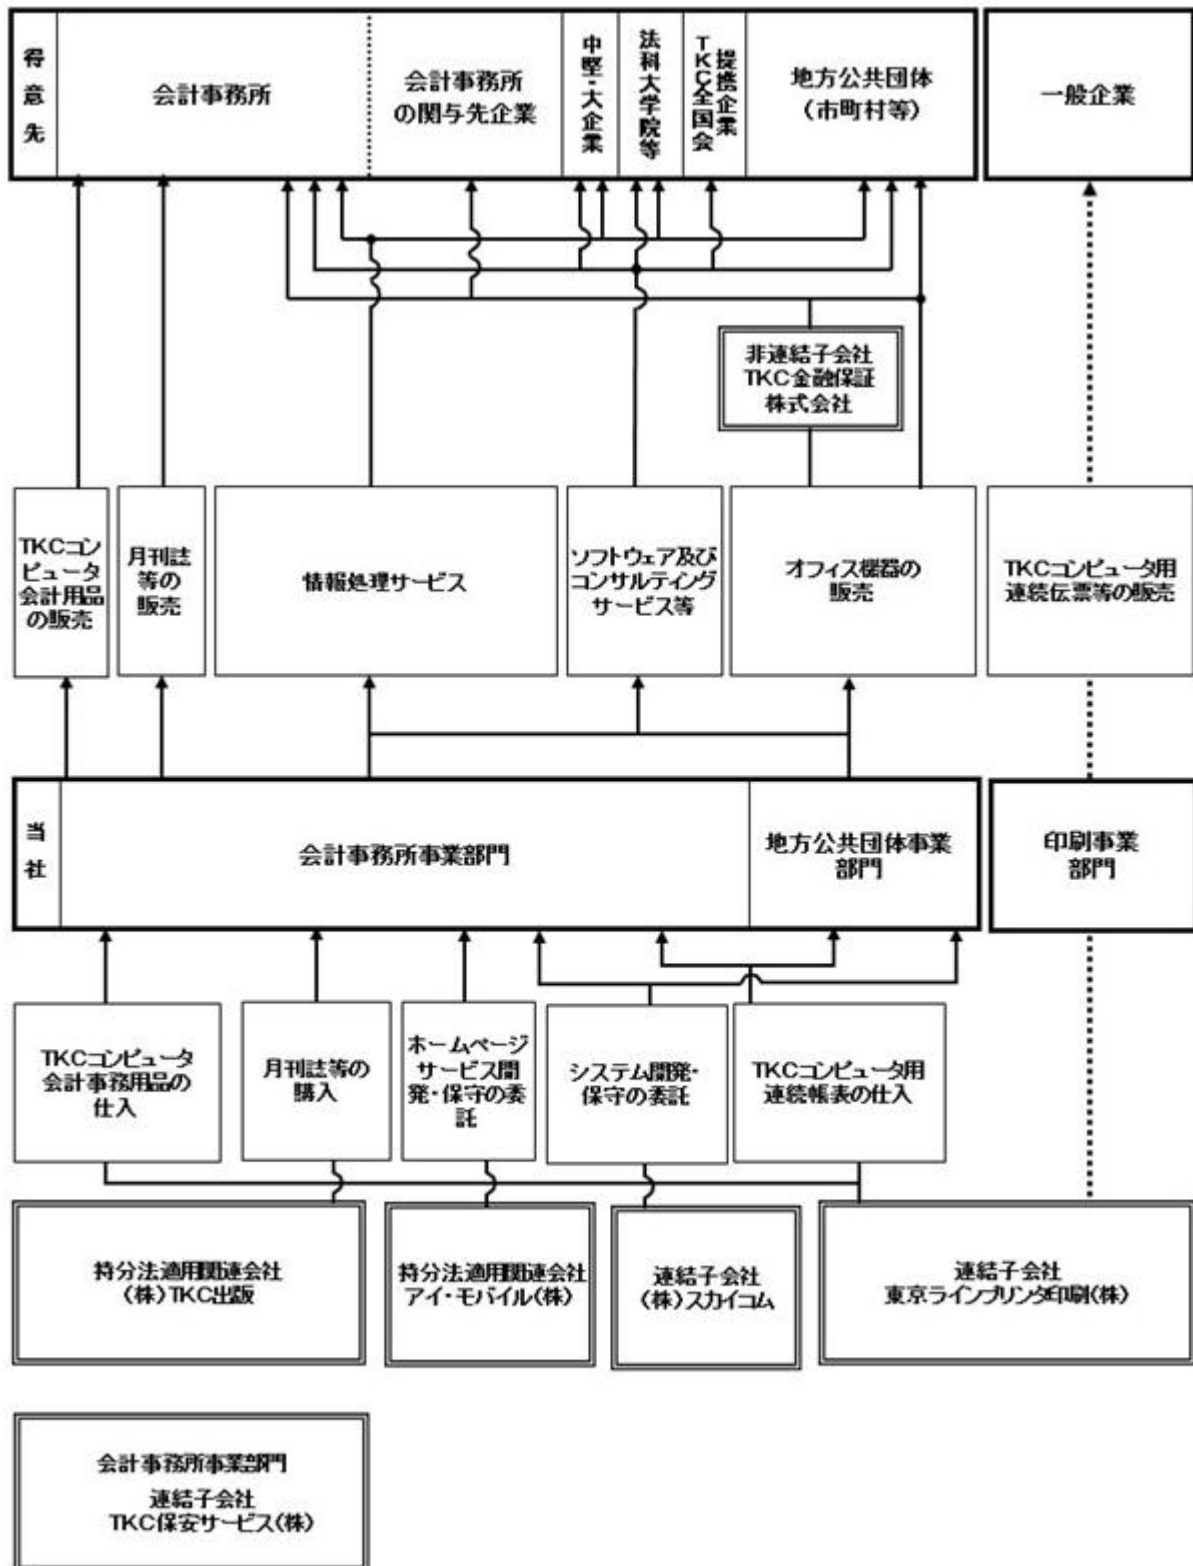 得意先
会計事務所
会計事務所
の関与先企業
中堅・大企業
法科大学院等
提携企業
TKC全国会
地方公共団体
（市町村等）
一般企業
非連結子会社
TKC金融保証
株式会社
TKCコン
ピュータ
会計用品
の販売
月刊誌
等の
販売
情報処理サービス
ソフトウェア及び
コンサルティング
サービス等
オフィス機器の
販売
TKCコンピュータ用
連続伝票等の販売
当社
会計事務所事業部門
地方公共団体事業
部門
印刷事業
部門
TKCコンピュータ
会計事務用品の
仕入
月刊誌等の
購入
ホームページ
サービス開
発・保守の委
託
システム開発・
保守の委託
TKCコンピュータ用
連続帳表の仕入
持分法適用関連会社
（株）TKC出版
持分法適用関連会社
アイ・モバイル（株）
連結子会社
（株）スカイコム
連結子会社
東京ラインプリンタ印刷（株）
会計事務所事業部門
連結子会社
TKC保安サービス（株）